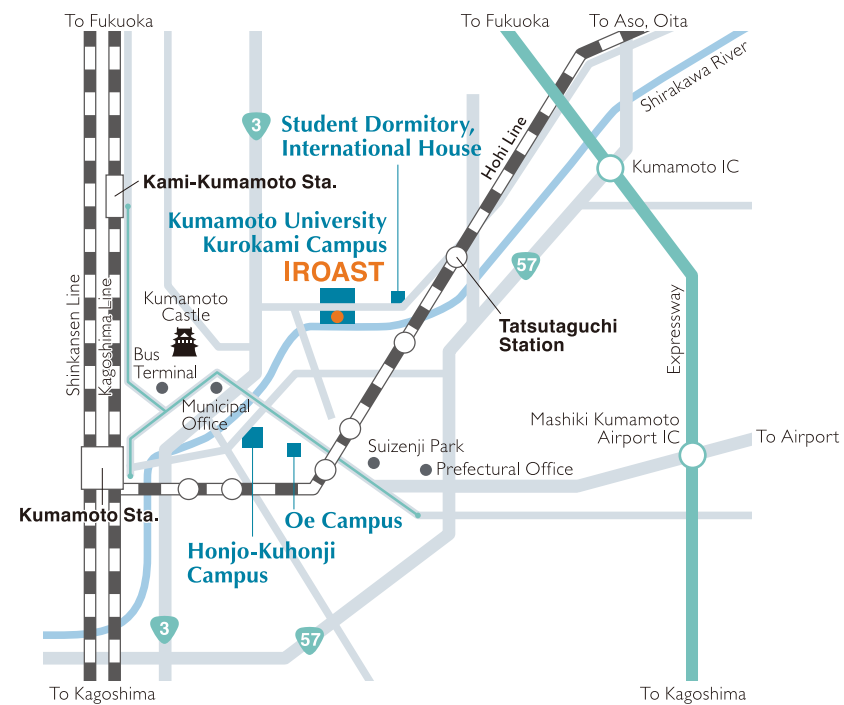 To Fukuoka
To Fukuoka
To Aso, Oita
Shirakawa River
3
Student Dormitory,
International House
Hohi Line
Kumamoto IC
Kami-Kumamoto Sta.
Kumamoto University
Kurokami Campus
IROAST
57
Shinkansen Line
Kagoshima Line
Kumamoto
Castle
Tatsutaguchi
Station
Expressway
Bus
Terminal
Municipal
Office
Mashiki Kumamoto
Airport IC
To Airport
Suizenji Park
Prefectural Office
Kumamoto Sta.
Oe Campus
Honjo-Kuhonji
Campus
3
57
To Kagoshima
To Kagoshima